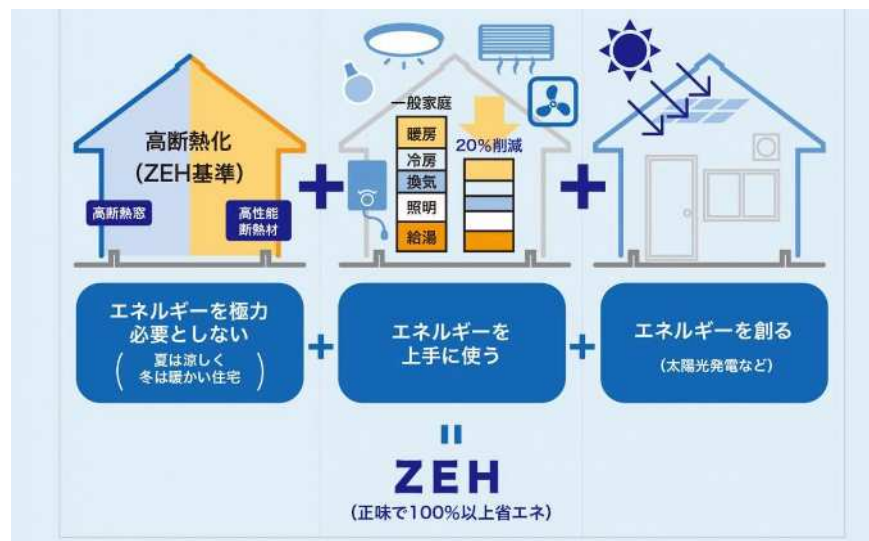 高断熱化
(ZEH基準)
高断熱窓
高性能
断熱材
+
一般家庭
暖房
冷房
換気
照明
給湯
20%削減
+
エネルギーを極力
必要としない
(夏は涼しく
冬は暖かい住宅)
+
エネルギーを
上手に使う
+
エネルギーを創る
(太陽光発電など)
=
ZEH
(正味で100%以上省エネ)